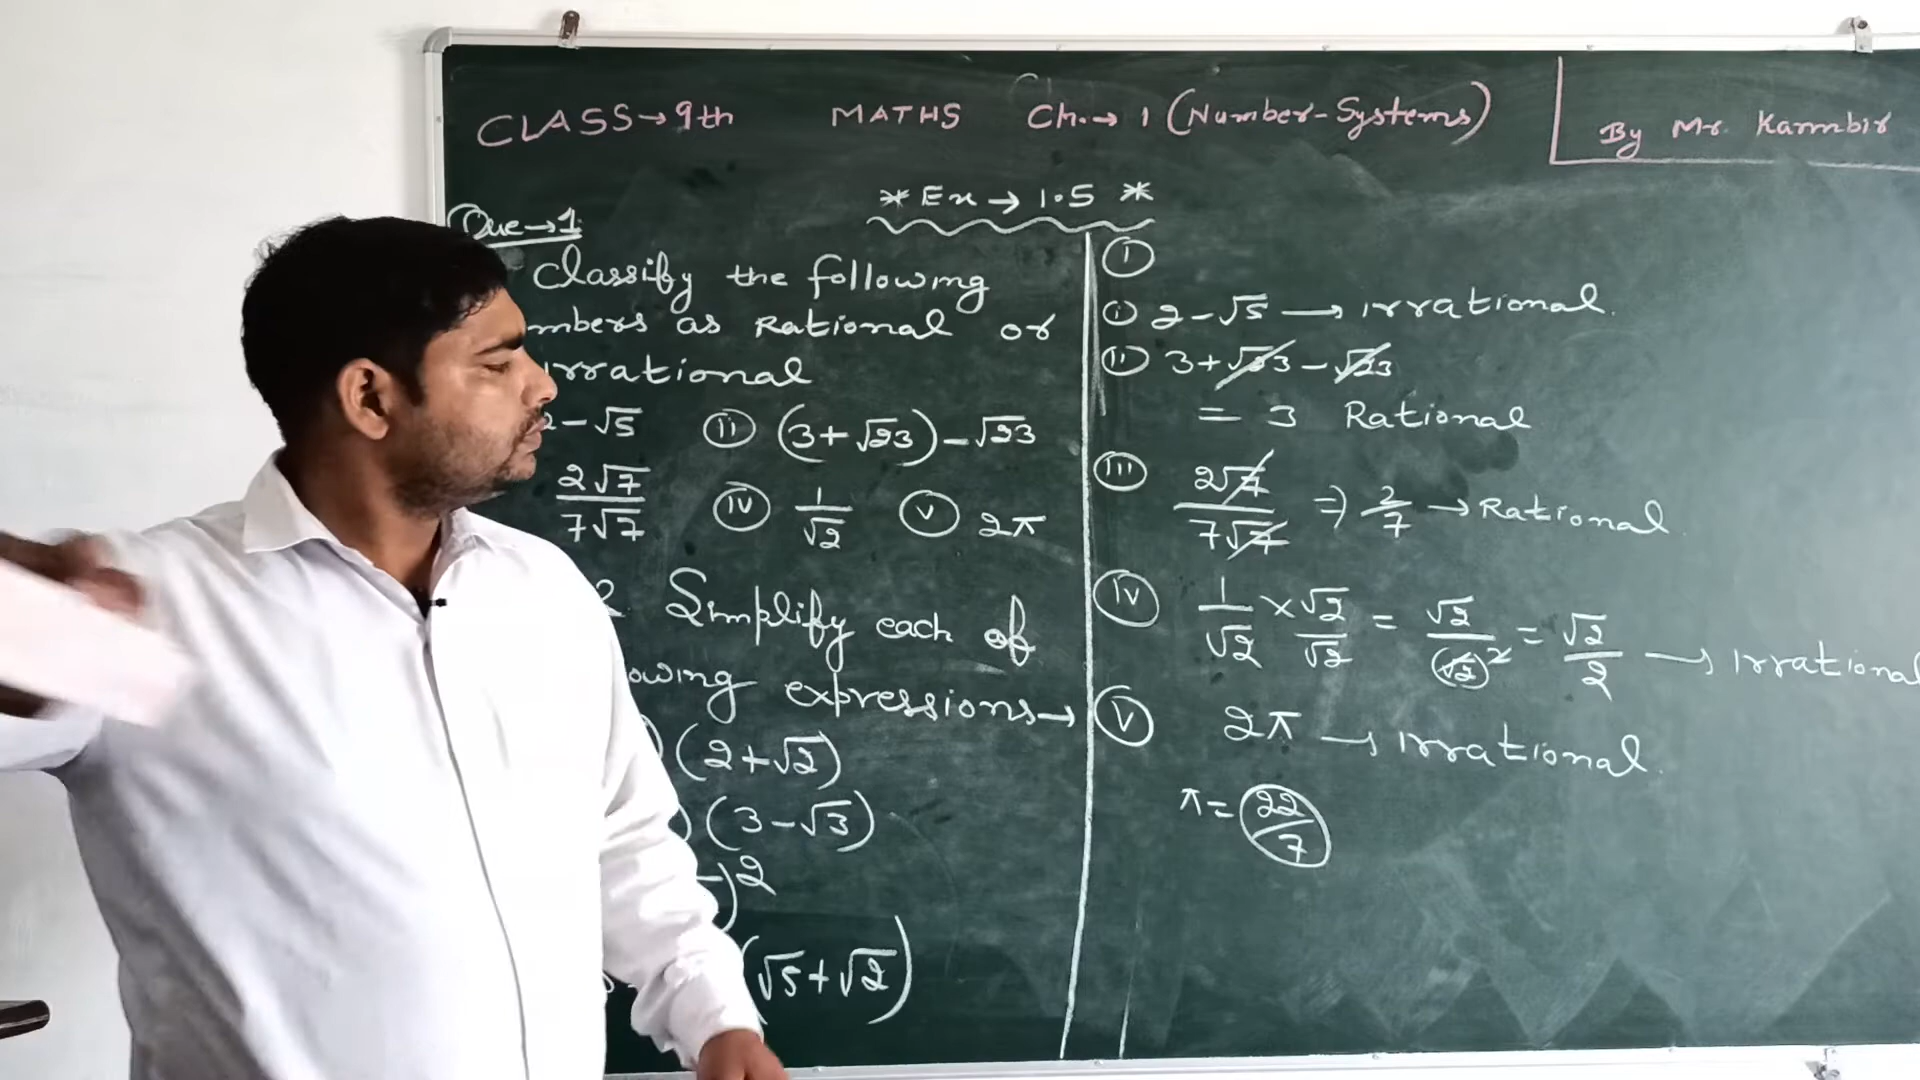 CLASS→9th MATHS Ch.→1 (Number-Systems)
By Mr. Karmbir
*Ex→1.5*
Que→1
Classify the following
mbers as Rational or
irrational
2-√5 (ii) (3+√23)-√23
2√7/7√7 (iv) 1/√2 (v) 2π
2. Simplify each of
owing expressions→
(2+√2)
(3-√3)
)²
(√5+√2)
(i)
(i) 2-√5 → irrational.
(ii) 3+√23-√23
= 3 Rational
(iii) 2√7/7√7 ⇒ 2/7 → Rational
(iv) 1/√2 × √2/√2 = √2/(√2)² = √2/2 → irrational
(v) 2π → irrational.
π = 22/7